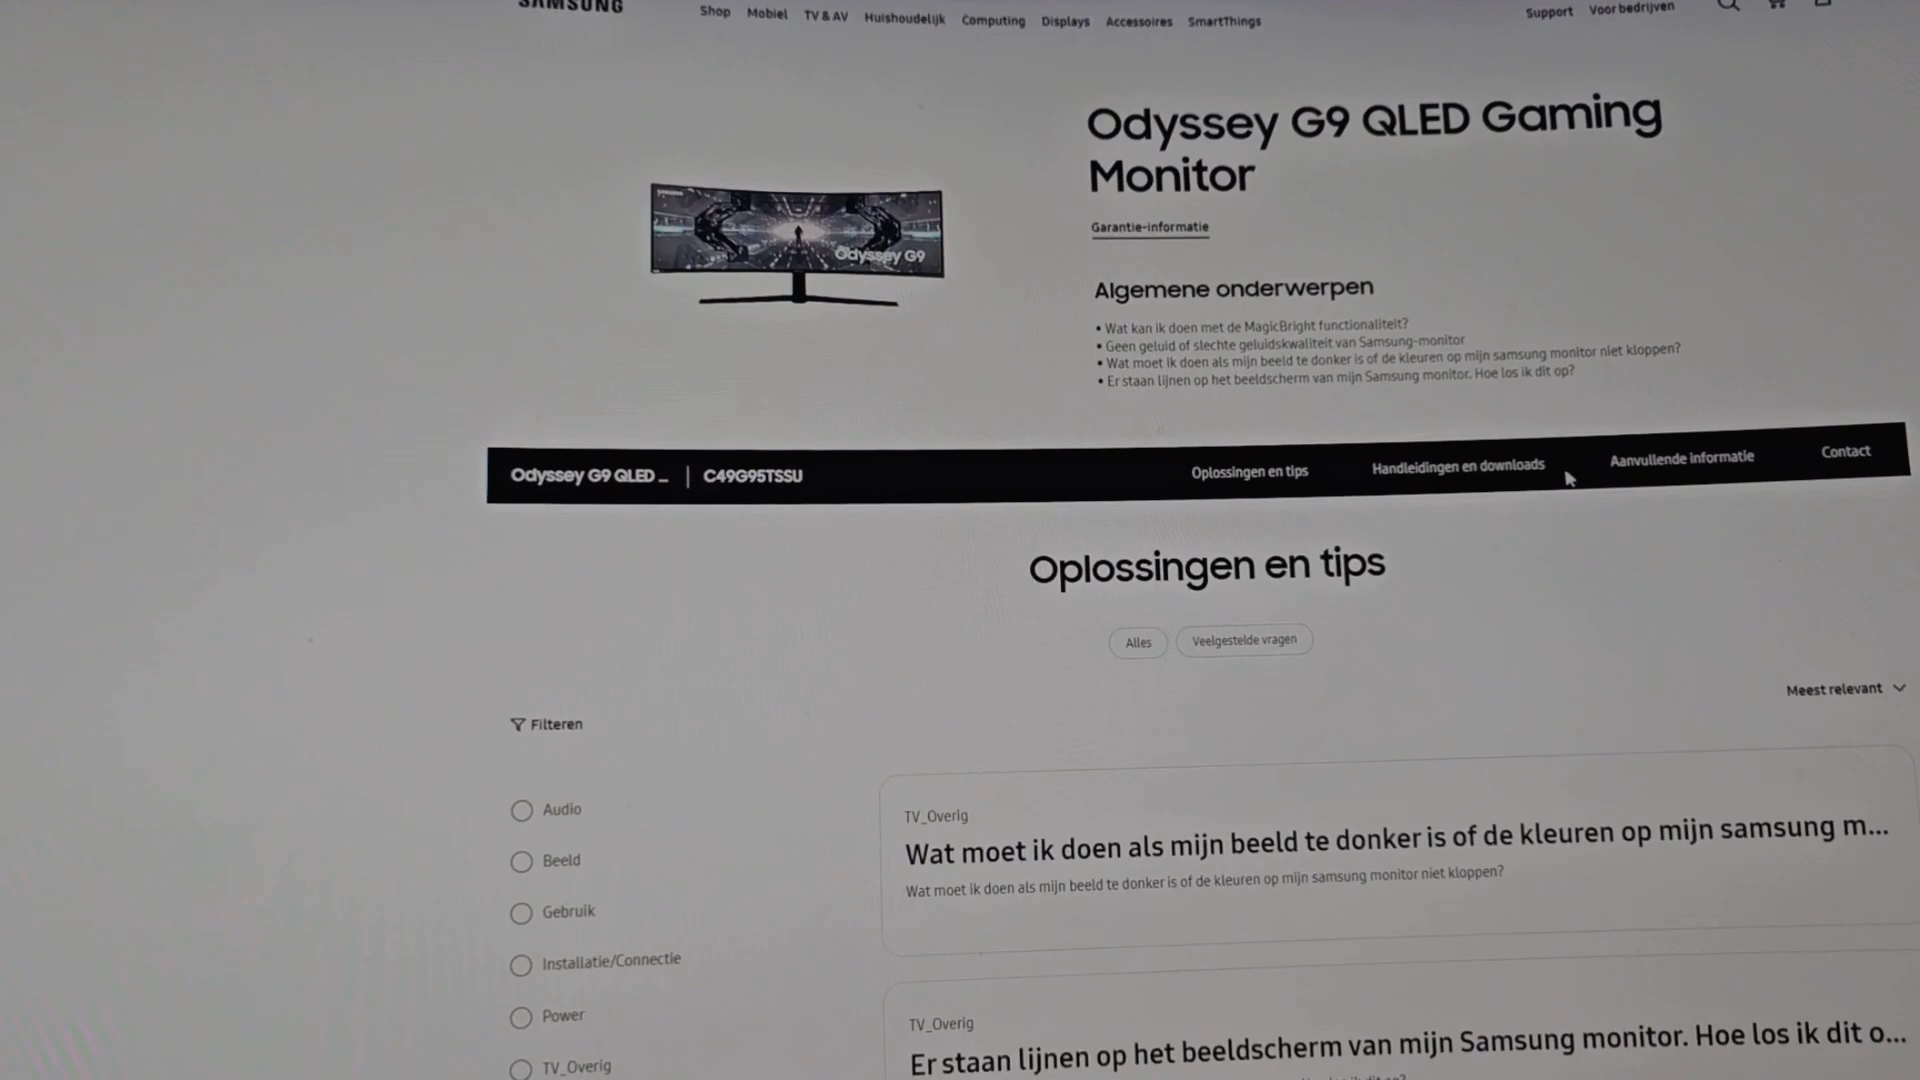 SAMSUNG
Shop Mobiel TV & AV Huishoudelijk Computing Displays Accessoires SmartThings
Support Voor bedrijven
Odyssey G9 QLED Gaming
Monitor
Garantie-informatie
Odyssey G9
Algemene onderwerpen
• Wat kan ik doen met de MagicBright functionaliteit?
• Geen geluid of slechte geluidskwaliteit van Samsung-monitor
• Wat moet ik doen als mijn beeld te donker is of de kleuren op mijn samsung monitor niet kloppen?
• Er staan lijnen op het beeldscherm van mijn Samsung monitor. Hoe los ik dit op?
Odyssey G9 QLED ... | C49G95TSSU
Oplossingen en tips Handleidingen en downloads Aanvullende informatie Contact
Oplossingen en tips
Alles Veelgestelde vragen
Meest relevant
Filteren
Audio
Beeld
Gebruik
Installatie/Connectie
Power
TV_Overig
TV_Overig
Wat moet ik doen als mijn beeld te donker is of de kleuren op mijn samsung m...
Wat moet ik doen als mijn beeld te donker is of de kleuren op mijn samsung monitor niet kloppen?
TV_Overig
Er staan lijnen op het beeldscherm van mijn Samsung monitor. Hoe los ik dit o...